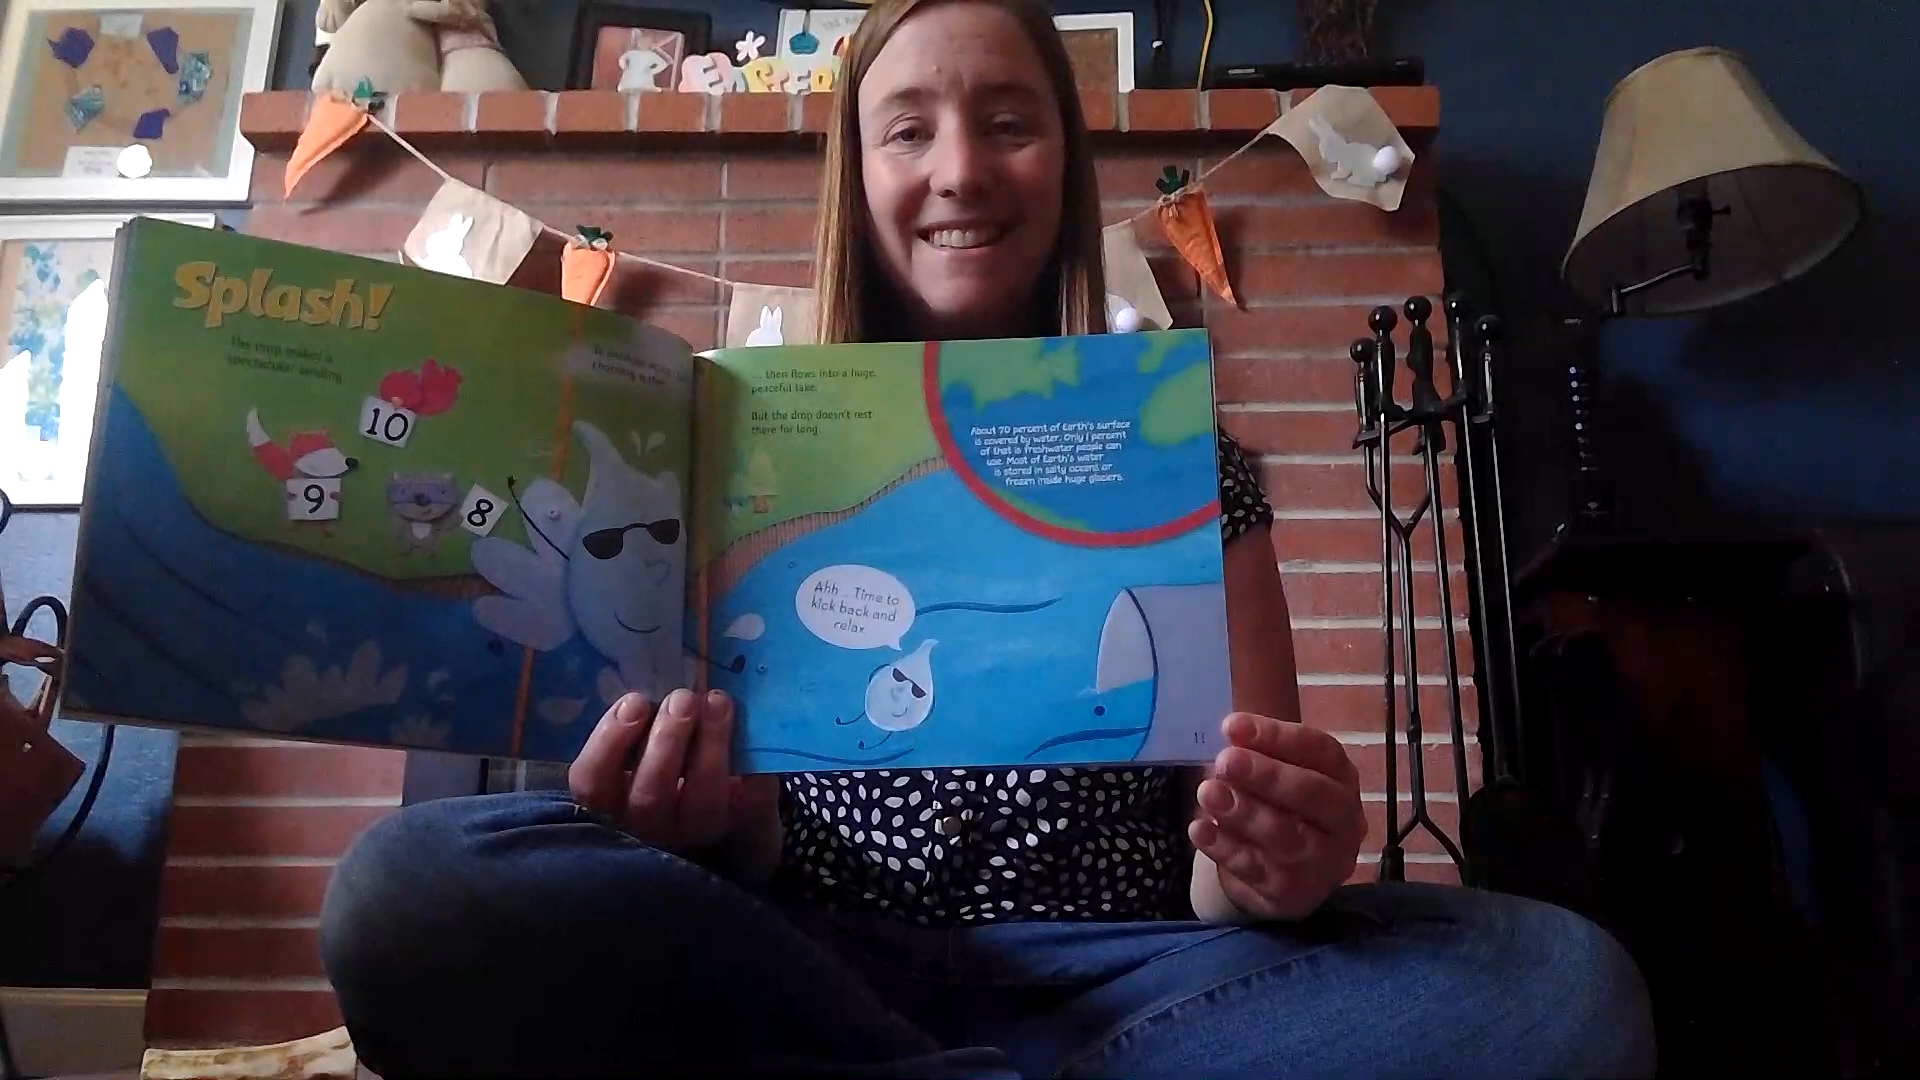 EASTER
Splash!
The drop makes a
spectacular landing
10
9
8
... then flows into a huge,
peaceful lake.
But the drop doesn't rest
there for long.
About 70 percent of Earth's surface
is covered by water. Only 1 percent
of that is freshwater people can
use. Most of Earth's water
is stored in salty oceans or
frozen inside huge glaciers.
Ahh... Time to
kick back and
relax
11